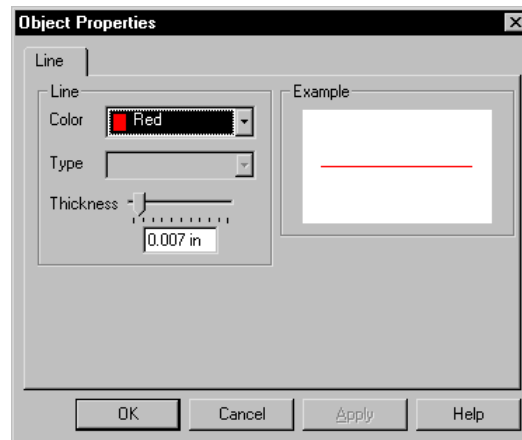 Object Properties
Line
Line
Color
Red
Type
Thickness
0.007 in
Example
OK
Cancel
Apply
Help